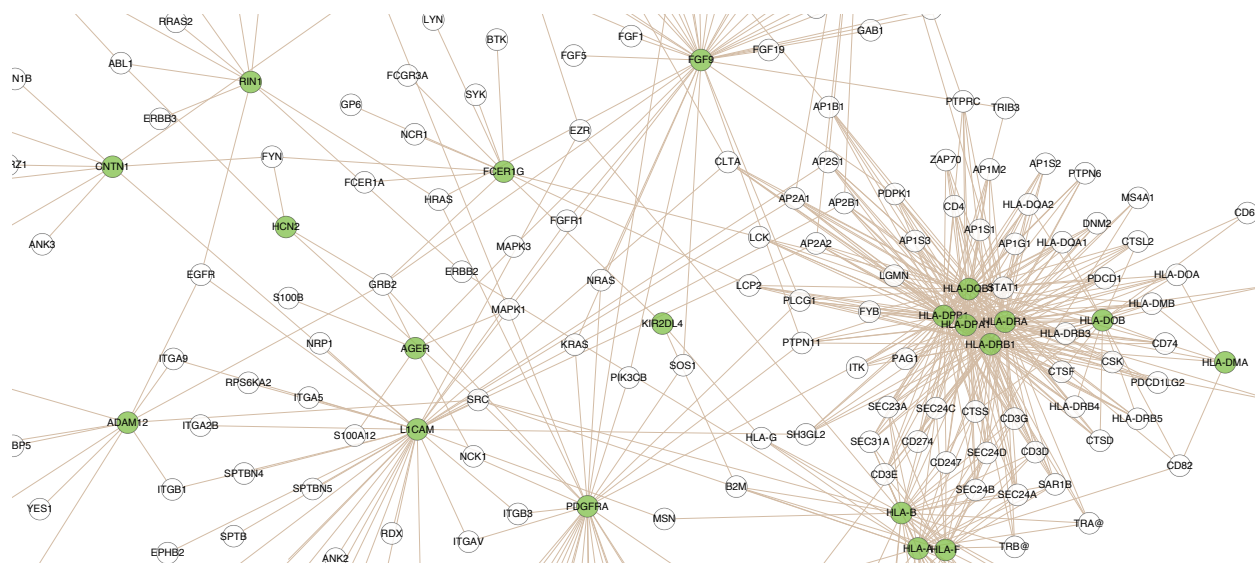 RRAS2
LYN
FGF1
GAB1
BTK
FGF19
FGF5
FGF9
ABL1
N1B
RIN1
FCGR3A
SYK
GP6
AP1B1
PTPRC
TRIB3
ERBB3
NCR1
EZR
FYN
RZ1
CNTN1
FCER1G
CLTA
AP2S1
ZAP70
AP1M2
AP1S2
PTPN6
FCER1A
HRAS
PDPK1
AP2A1
AP2B1
CD4
HLA-DQA2
MS4A1
CD6
FGFR1
HCN2
ANK3
MAPK3
LCK
AP2A2
AP1S3
AP1S1
AP1G1
HLA-DQA1
DNM2
CTSL2
EGFR
ERBB2
GRB2
NRAS
LCP2
LGMN
PDCD1
HLA-DOA
HLA-DQB1
STAT1
S100B
MAPK1
PLCG1
FYB
HLA-DMB
HLA-DPB1
HLA-DPA1
HLA-DRA
HLA-DOB
KIR2DL4
HLA-DRB3
NRP1
AGER
KRAS
PTPN11
HLA-DRB1
CD74
ITGA9
SOS1
ITK
PAG1
CSK
HLA-DMA
RPS6KA2
PIK3CB
CTSF
PDCD1LG2
ITGA5
SRC
SEC23A
SEC24C
CTSS
HLA-DRB4
ADAM12
ITGA2B
S100A12
L1CAM
HLA-G
SH3GL2
CD3G
HLA-DRB5
BP5
SEC31A
CD274
CTSD
NCK1
SEC24D
CD3D
CD247
CD82
SPTBN4
CD3E
ITGB1
SPTBN5
B2M
SEC24B
SEC24A
SAR1B
YES1
PDGFRA
ITGB3
MSN
HLA-B
TRA@
SPTB
RDX
ITGAV
EPHB2
ANK2
HLA-A
HLA-F
TRB@